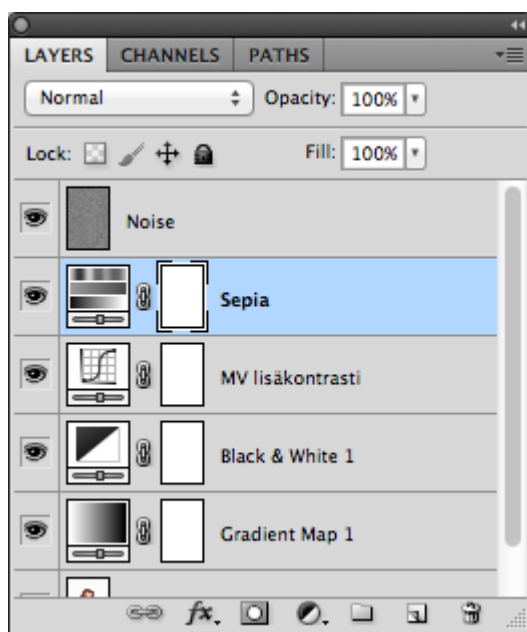 LAYERS CHANNELS PATHS
Normal Opacity: 100%
Lock: Fill: 100%
Noise
Sepia
MV lisäkontrasti
Black & White 1
Gradient Map 1
fx.